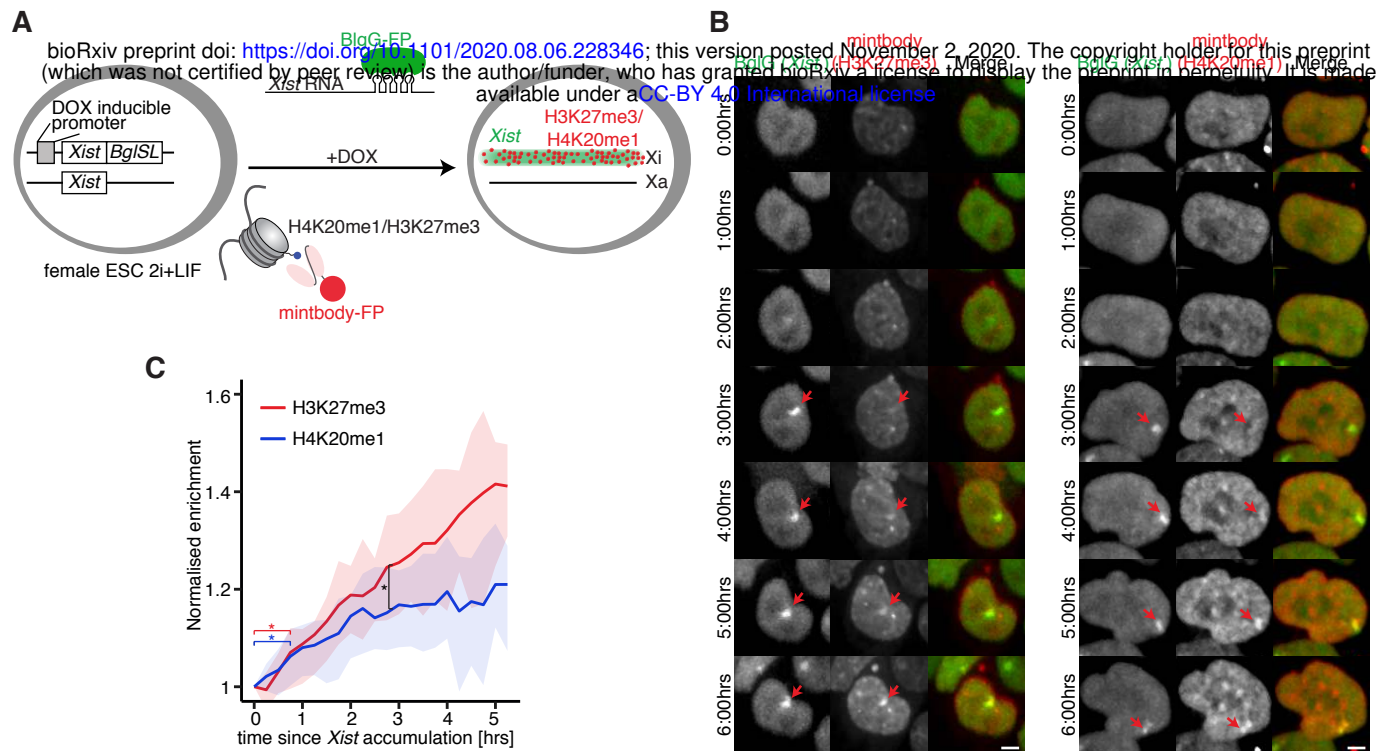 A
B
bioRxiv preprint doi: https://doi.org/10.1101/2020.08.06.228346; this version posted November 2, 2020. The copyright holder for this preprint
(which was not certified by peer review) is the author/funder, who has granted bioRxiv a license to display the preprint in perpetuity. It is made
available under aCC-BY 4.0 International license
BlgG-FP
Xist RNA
DOX inducible
promoter
Xist BglSL
Xist
+DOX
H3K27me3/
H4K20me1
Xist
Xi
Xa
H4K20me1/H3K27me3
female ESC 2i+LIF
mintbody-FP
mintbody
BglG (Xist) (H3K27me3) Merge
mintbody
BglG (Xist) (H4K20me1) Merge
0:00hrs
1:00hrs
2:00hrs
3:00hrs
4:00hrs
5:00hrs
6:00hrs
0:00hrs
1:00hrs
2:00hrs
3:00hrs
4:00hrs
5:00hrs
6:00hrs
C
Normalised enrichment
1.6
1.4
1.2
1
H3K27me3
H4K20me1
*
*
*
0 1 2 3 4 5
time since Xist accumulation [hrs]